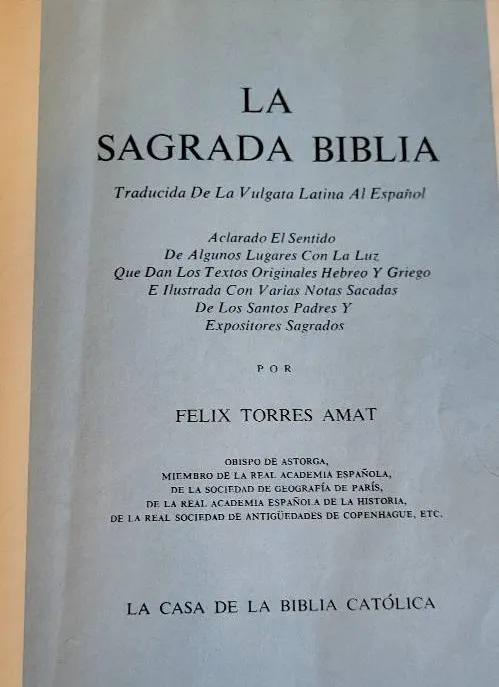 LA
SAGRADA BIBLIA
Traducida De La Vulgata Latina Al Español
Aclarado El Sentido
De Algunos Lugares Con La Luz
Que Dan Los Textos Originales Hebreo Y Griego
E Ilustrada Con Varias Notas Sacadas
De Los Santos Padres Y
Expositores Sagrados
POR
FELIX TORRES AMAT
OBISPO DE ASTORGA,
MIEMBRO DE LA REAL ACADEMIA ESPAÑOLA,
DE LA SOCIEDAD DE GEOGRAFÍA DE PARÍS,
DE LA REAL ACADEMIA ESPAÑOLA DE LA HISTORIA,
DE LA REAL SOCIEDAD DE ANTIGÜEDADES DE COPENHAGUE, ETC.
LA CASA DE LA BIBLIA CATÓLICA